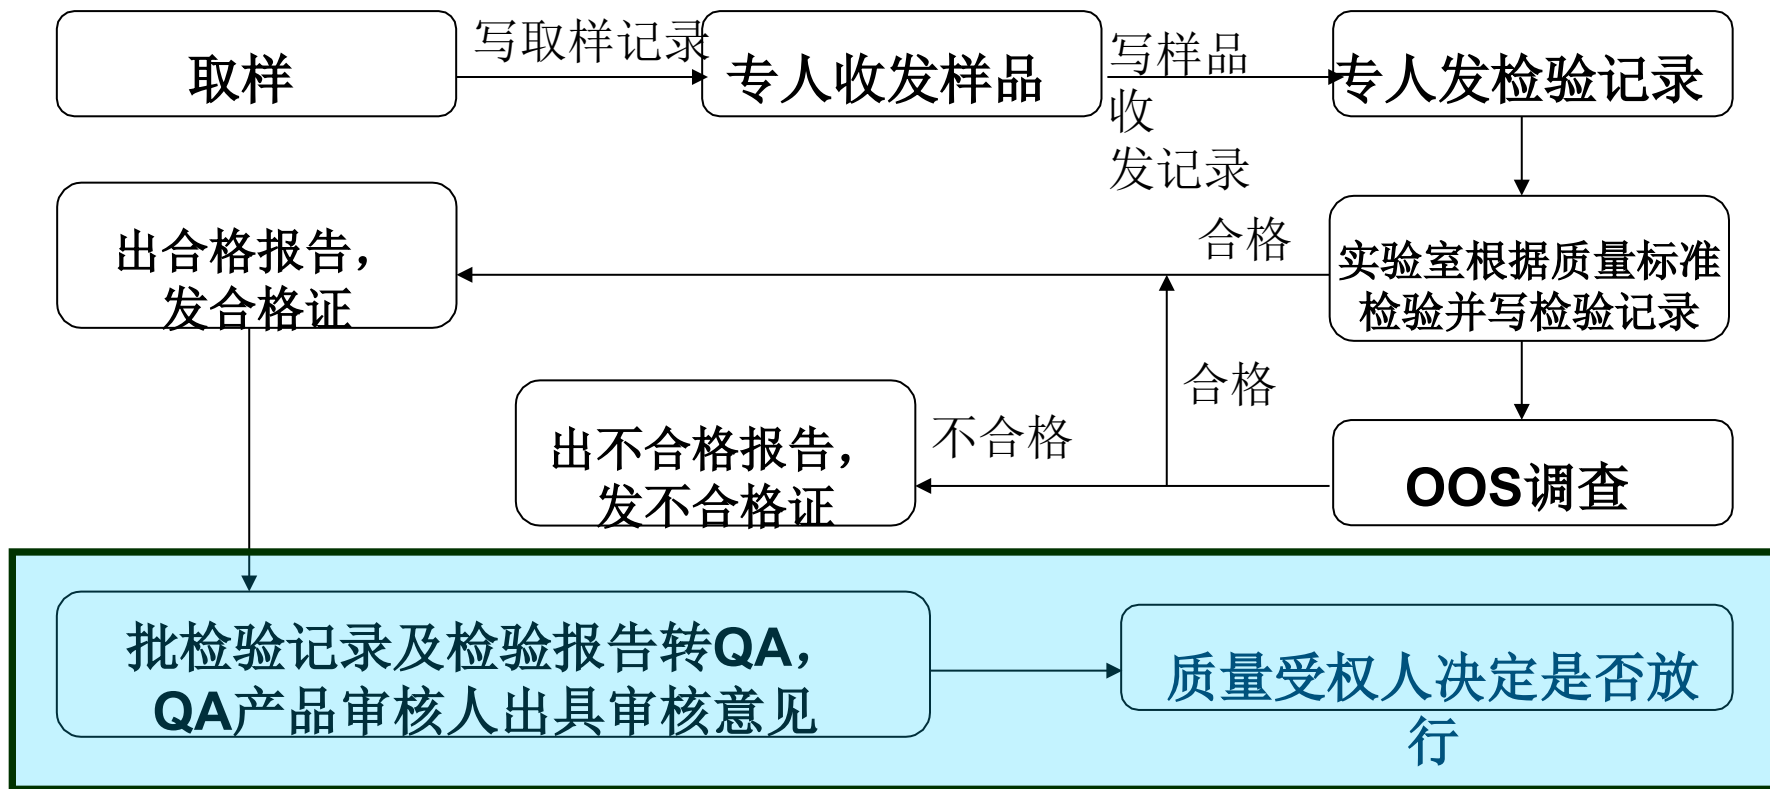 取样
写取样记录
专人收发样品
写样品
收
发记录
专人发检验记录
出合格报告，
发合格证
合格
实验室根据质量标准
检验并写检验记录
合格
出不合格报告，
发不合格证
不合格
OOS调查
批检验记录及检验报告转QA，
QA产品审核人出具审核意见
质量受权人决定是否放
行